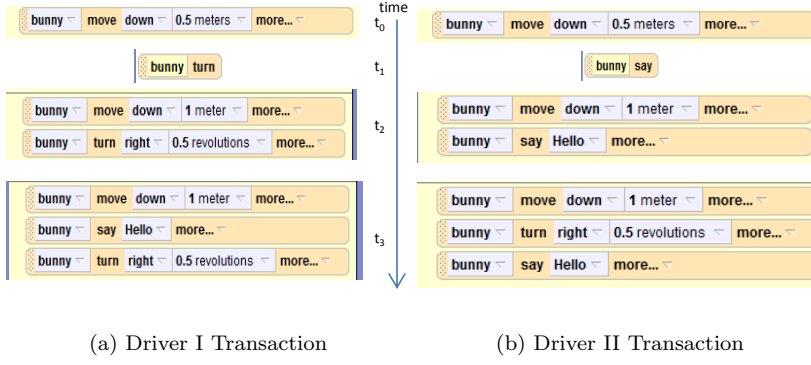 time
bunny move down 0.5 meters more...
t0
bunny move down 0.5 meters more...
bunny turn
t1
bunny say
bunny move down 1 meter more...
bunny turn right 0.5 revolutions more...
t2
bunny move down 1 meter more...
bunny say Hello more...
bunny move down 1 meter more...
bunny say Hello more...
bunny turn right 0.5 revolutions more...
t3
bunny move down 1 meter more...
bunny turn right 0.5 revolutions more...
bunny say Hello more...
(a) Driver I Transaction
(b) Driver II Transaction